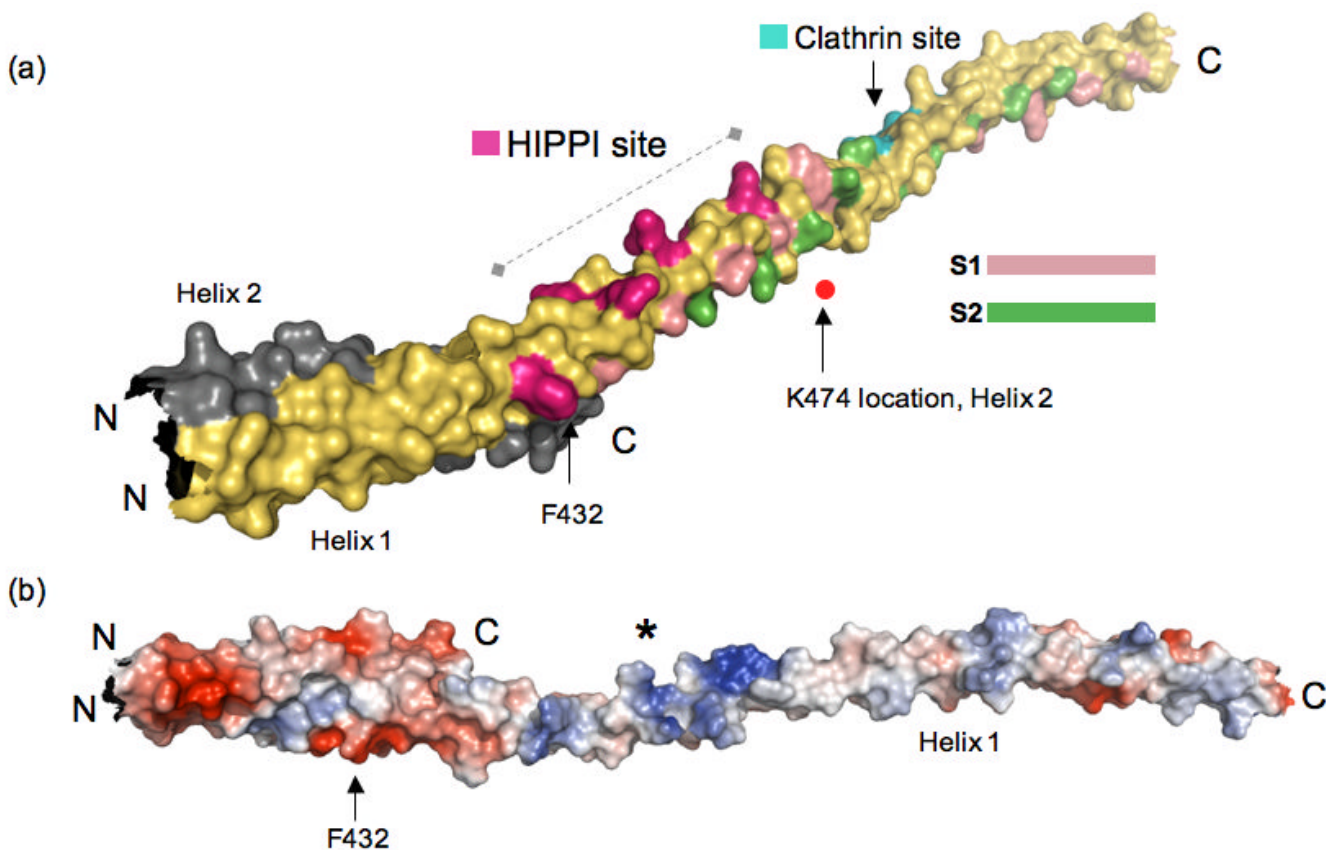 (a)
Clathrin site
C
HIPPI site
S1
Helix 2
S2
K474 location, Helix 2
N
C
N
F432
Helix 1
(b)
N
*
C
N
C
Helix 1
F432